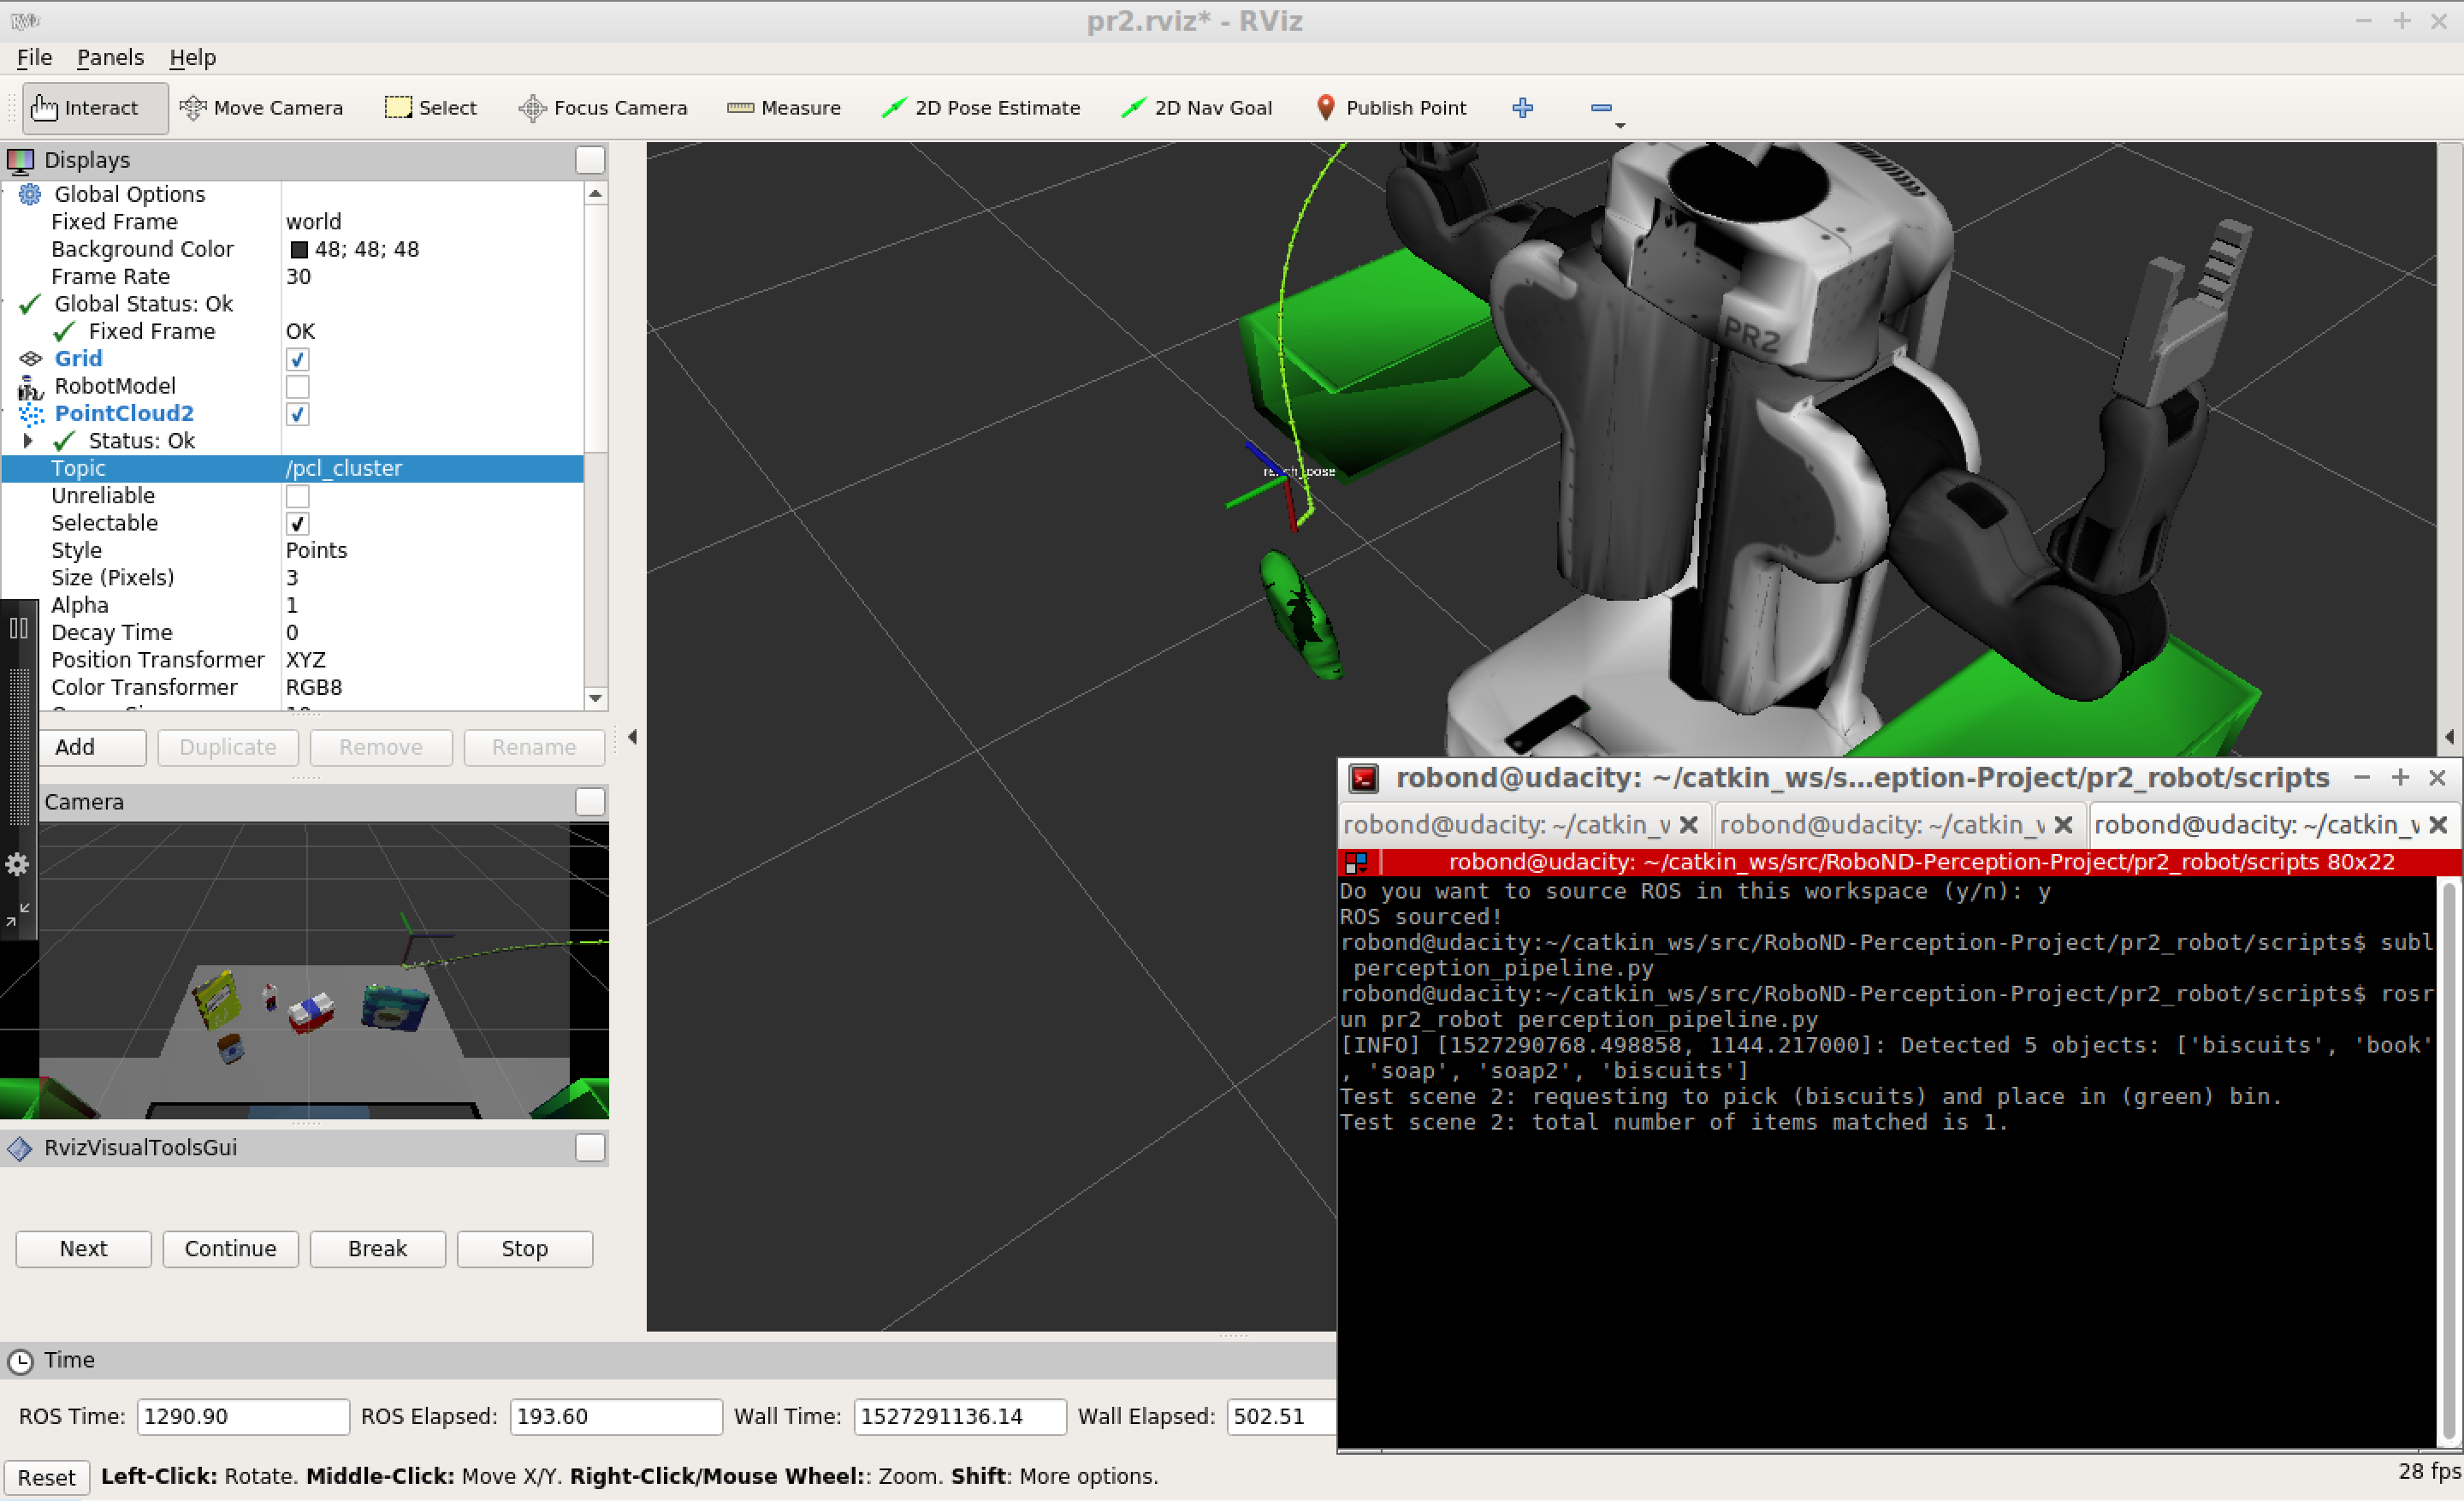 pr2.rviz* - RViz
File Panels Help
Interact Move Camera Select Focus Camera Measure 2D Pose Estimate 2D Nav Goal Publish Point
Displays
Global Options
Fixed Frame world
Background Color 48; 48; 48
Frame Rate 30
Global Status: Ok
Fixed Frame OK
Grid
RobotModel
PointCloud2
Status: Ok
Topic /pcl_cluster
Unreliable
Selectable
Style Points
Size (Pixels) 3
Alpha 1
Decay Time 0
Position Transformer XYZ
Color Transformer RGB8
Add Duplicate Remove Rename
Camera
RvizVisualToolsGui
Next Continue Break Stop
PR2
robond@udacity: ~/catkin_ws/s...eption-Project/pr2_robot/scripts
robond@udacity: ~/catkin_v robond@udacity: ~/catkin_v robond@udacity: ~/catkin_v
robond@udacity: ~/catkin_ws/src/RoboND-Perception-Project/pr2_robot/scripts 80x22
Do you want to source ROS in this workspace (y/n): y
ROS sourced!
robond@udacity:~/catkin_ws/src/RoboND-Perception-Project/pr2_robot/scripts$ subl
perception_pipeline.py
robond@udacity:~/catkin_ws/src/RoboND-Perception-Project/pr2_robot/scripts$ rosr
un pr2_robot perception_pipeline.py
[INFO] [1527290768.498858, 1144.217000]: Detected 5 objects: ['biscuits', 'book'
, 'soap', 'soap2', 'biscuits']
Test scene 2: requesting to pick (biscuits) and place in (green) bin.
Test scene 2: total number of items matched is 1.
Time
ROS Time: 1290.90 ROS Elapsed: 193.60 Wall Time: 1527291136.14 Wall Elapsed: 502.51
Reset Left-Click: Rotate. Middle-Click: Move X/Y. Right-Click/Mouse Wheel:: Zoom. Shift: More options.
28 fps